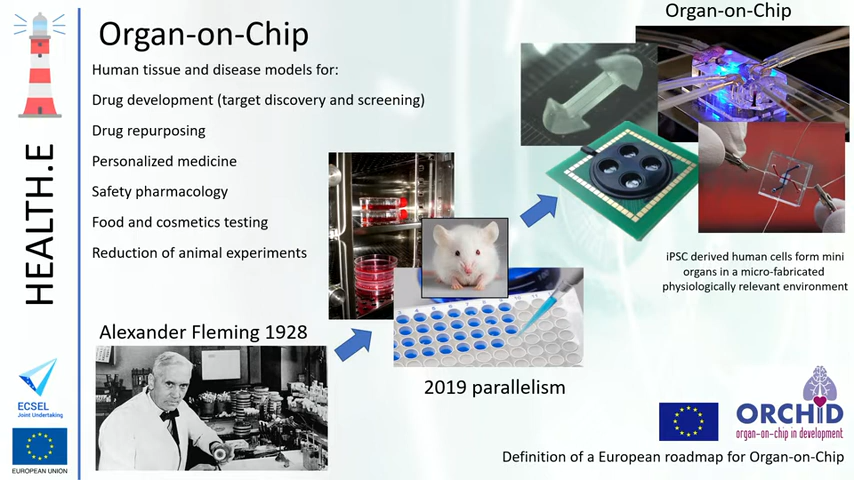 Organ-on-Chip
Human tissue and disease models for:
Drug development (target discovery and screening)
Drug repurposing
Personalized medicine
Safety pharmacology
Food and cosmetics testing
Reduction of animal experiments
Organ-on-Chip
iPSC derived human cells form mini
organs in a micro-fabricated
physiologically relevant environment
Alexander Fleming 1928
2019 parallelism
HEALTH.E
ECSEL
Joint Undertaking
EUROPEAN UNION
ORCHID
organ-on-chip in development
Definition of a European roadmap for Organ-on-Chip